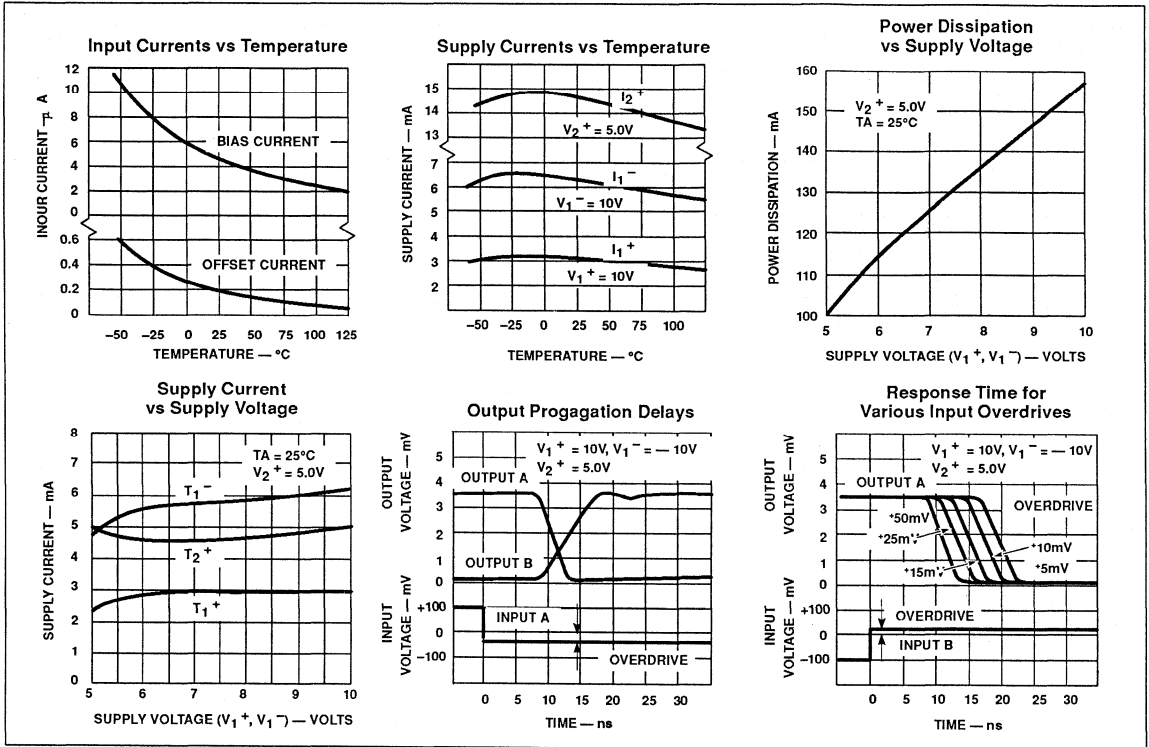 Input Currents vs Temperature
INOUR CURRENT –µ A
12
10
8
6
4
2
0
0.6
0.4
0.2
0
BIAS CURRENT
OFFSET CURRENT
–50 –25 0 25 50 75 100 125
TEMPERATURE — °C
Supply Currents vs Temperature
SUPPLY CURRENT — mA
15
14
13
7
6
5
4
3
2
I2+
V2+ = 5.0V
I1–
V1– = 10V
I1+
V1+ = 10V
–50 –25 0 25 50 75 100
TEMPERATURE — °C
Power Dissipation
vs Supply Voltage
POWER DISSIPATION — mA
160
150
140
130
120
110
100
V2+ = 5.0V
TA = 25°C
5 6 7 8 9 10
SUPPLY VOLTAGE (V1+, V1–) — VOLTS
Supply Current
vs Supply Voltage
SUPPLY CURRENT — mA
8
7
6
5
4
3
2
1
0
TA = 25°C
V2+ = 5.0V
T1–
T2+
T1+
5 6 7 8 9 10
SUPPLY VOLTAGE (V1+, V1–) — VOLTS
Output Progagation Delays
OUTPUT
VOLTAGE — mV
5
4
3
2
1
0
V1+ = 10V, V1– = — 10V
V2+ = 5.0V
OUTPUT A
OUTPUT B
INPUT
VOLTAGE — mV
+100
0
–100
INPUT A
OVERDRIVE
0 5 10 15 20 25 30
TIME — ns
Response Time for
Various Input Overdrives
OUTPUT
VOLTAGE — mV
5
4
3
2
1
0
V1+ = 10V, V1– = — 10V
V2+ = 5.0V
OUTPUT A
OVERDRIVE
+50mV
+25mV
+15mV
+10mV
+5mV
INPUT
VOLTAGE — mV
+100
0
–100
OVERDRIVE
INPUT B
0 5 10 15 20 25 30
TIME — ns